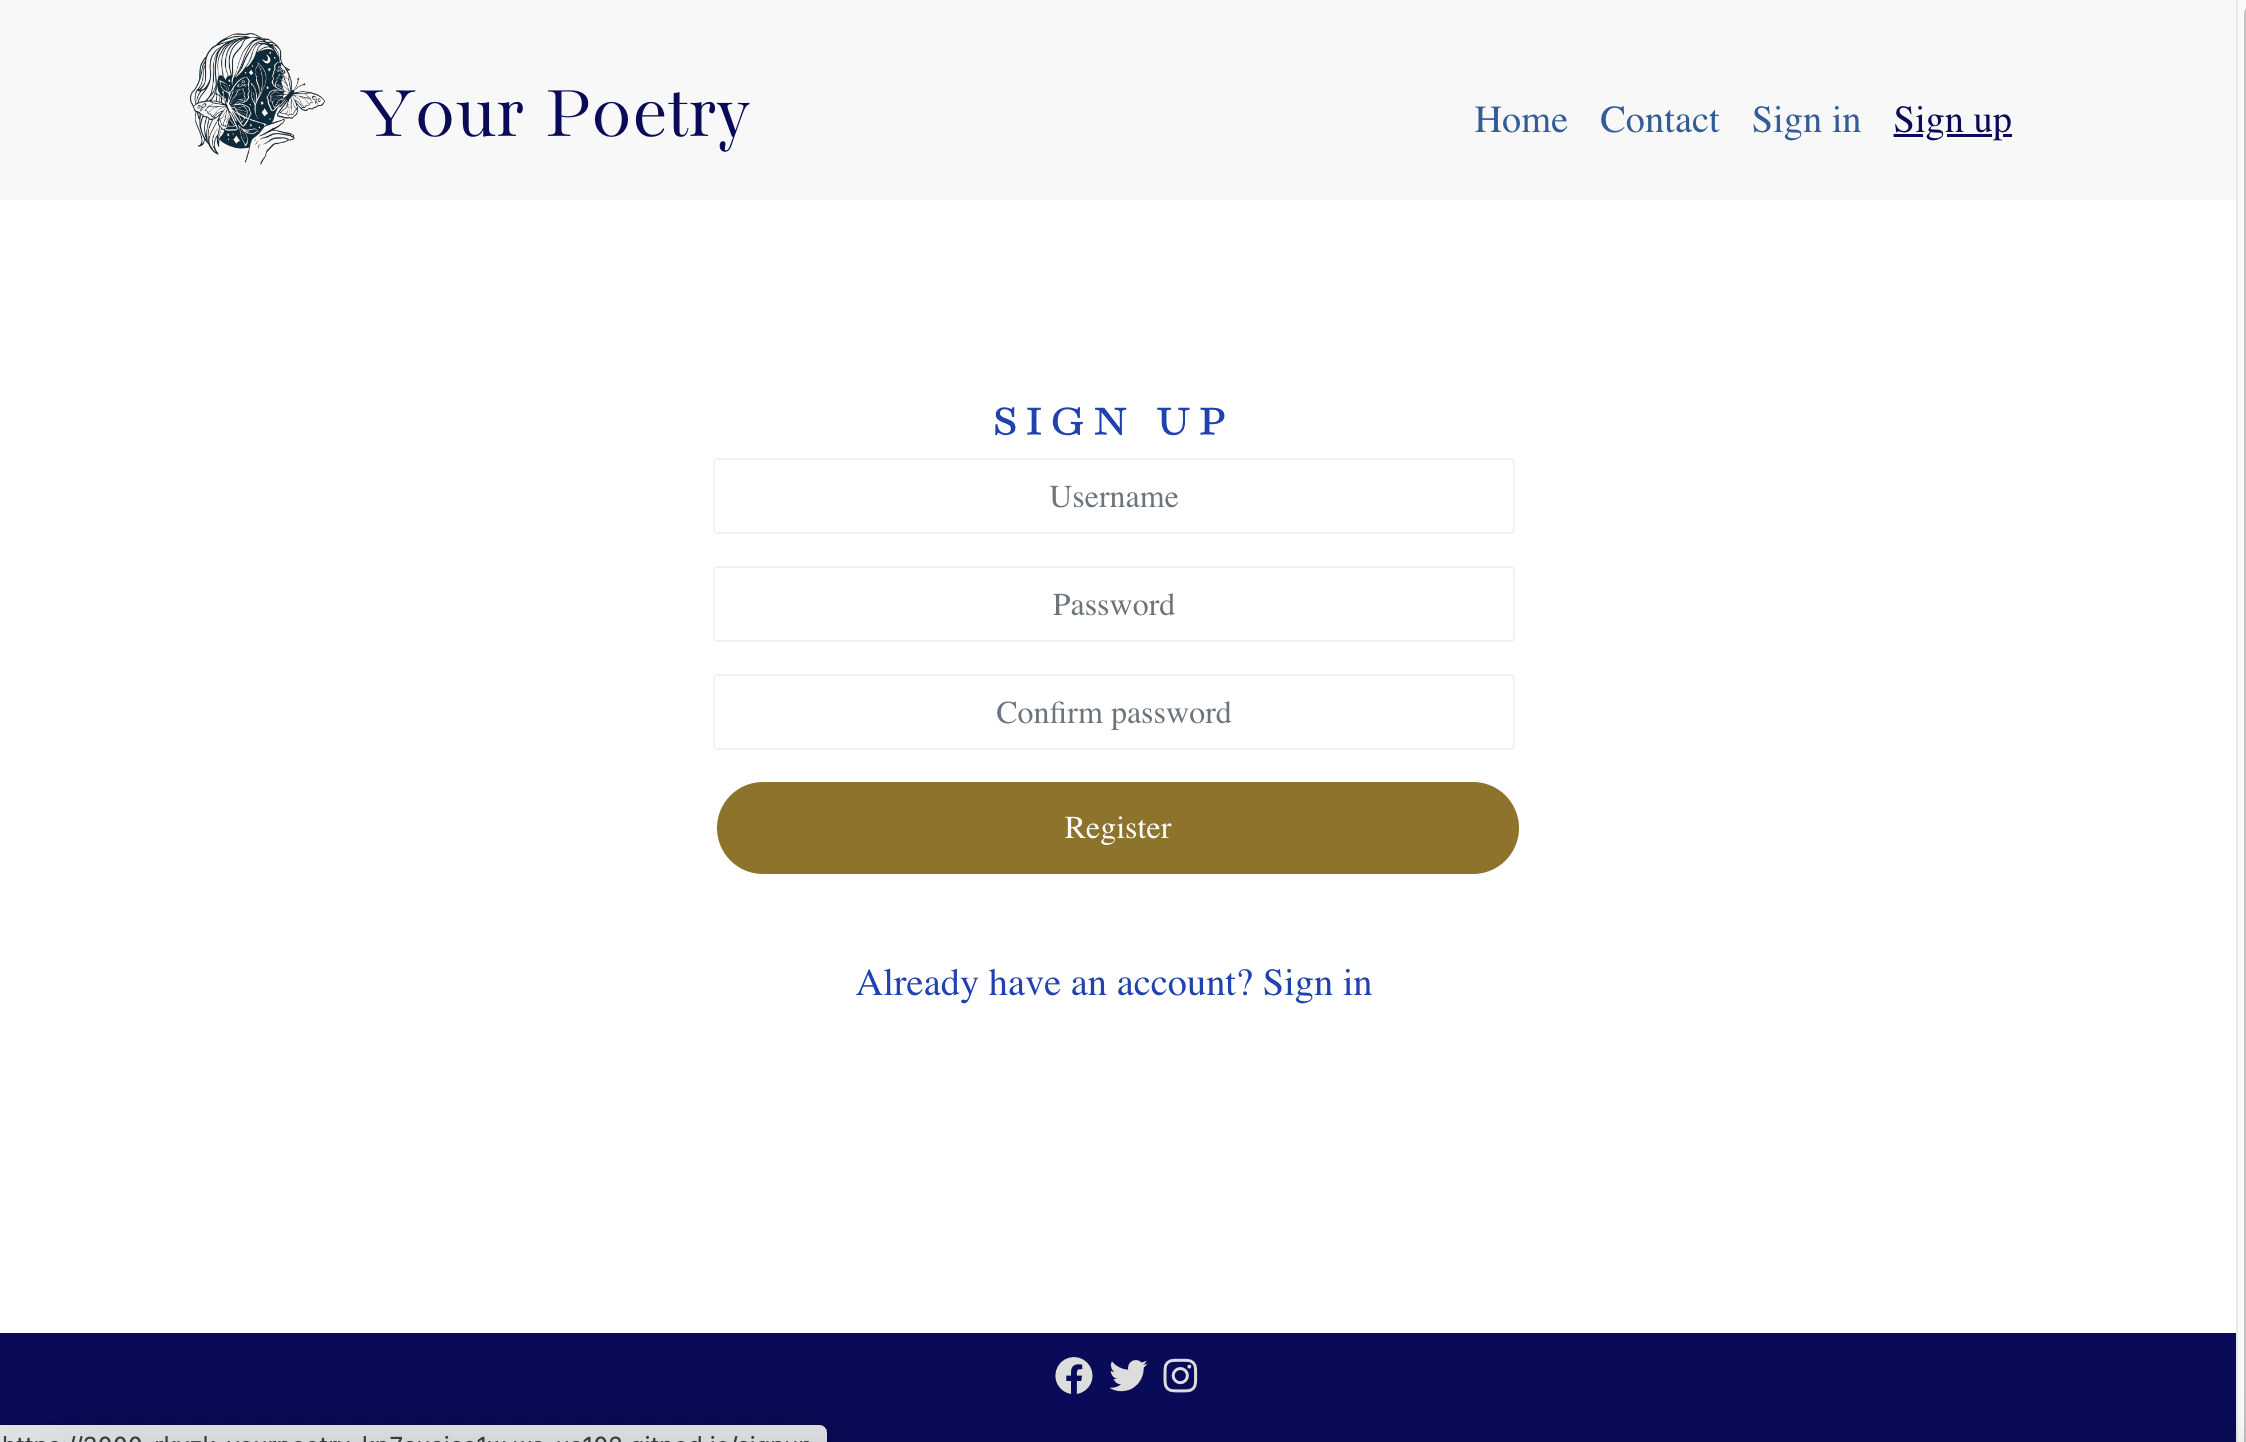 Your Poetry
Home Contact Sign in Sign up
SIGN UP
Username
Password
Confirm password
Register
Already have an account? Sign in